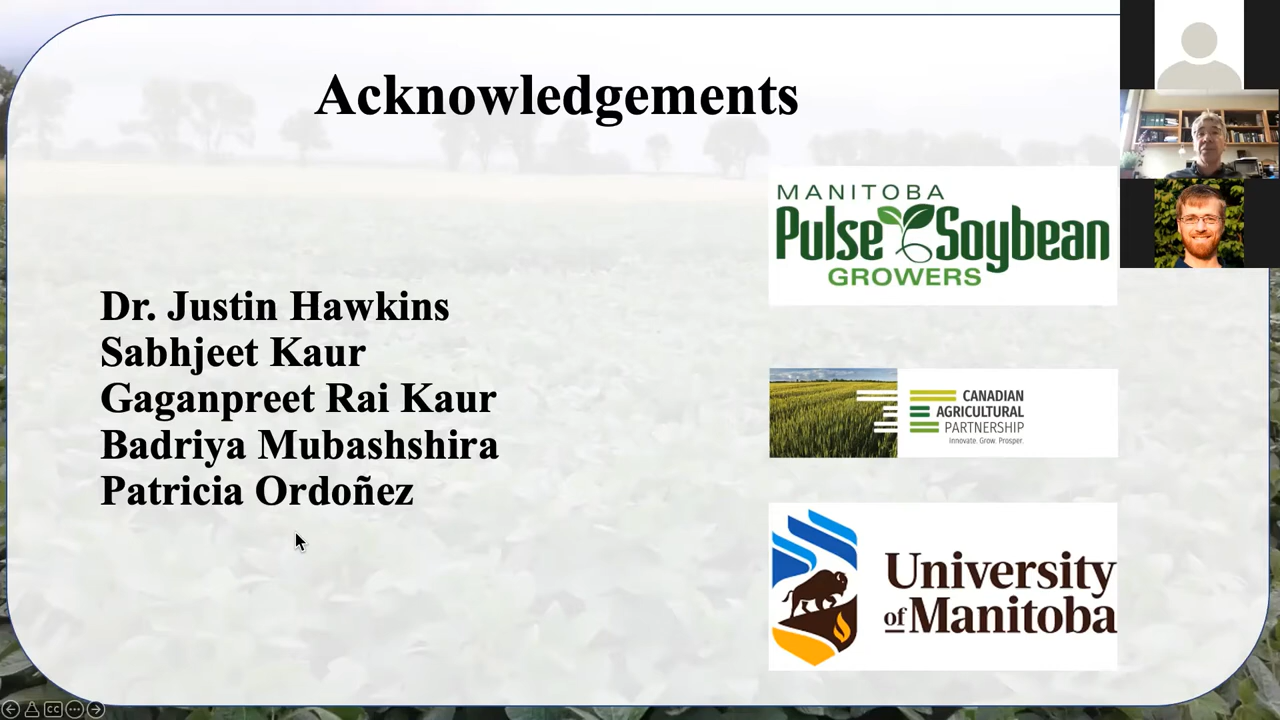 Acknowledgements
MANITOBA
Pulse Soybean
GROWERS
Dr. Justin Hawkins
Sabhjeet Kaur
Gaganpreet Rai Kaur
Badriya Mubashshira
Patricia Ordoñez
CANADIAN
AGRICULTURAL
PARTNERSHIP
Innovate. Grow. Prosper.
University
of Manitoba
CC